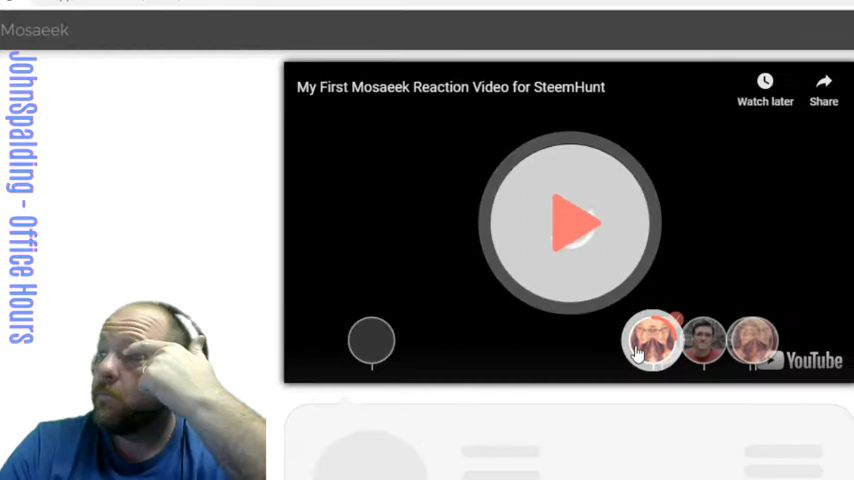 Mosaeek
My First Mosaeek Reaction Video for SteemHunt
Watch later
Share
JohnSpalding - Office Hours
YouTube